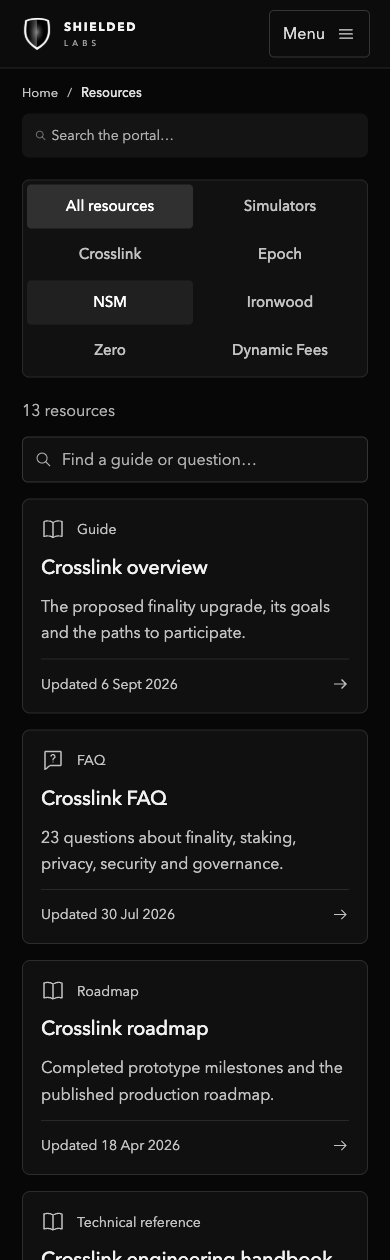 SHIELDED
LABS
Menu
Home / Resources
Search the portal...
All resources
Simulators
Crosslink
Epoch
NSM
Ironwood
Zero
Dynamic Fees
13 resources
Find a guide or question...
Guide
Crosslink overview
The proposed finality upgrade, its goals
and the paths to participate.
Updated 6 Sept 2026
FAQ
Crosslink FAQ
23 questions about finality, staking,
privacy, security and governance.
Updated 30 Jul 2026
Roadmap
Crosslink roadmap
Completed prototype milestones and the
published production roadmap.
Updated 18 Apr 2026
Technical reference
Crosslink engineering handbook